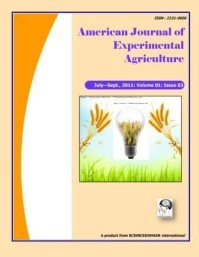 ISSN : 2231-0606
American Journal of
Experimental
Agriculture
July–Sept., 2011: Volume 01: Issue 03
A product from SCIENCEDOMAIN international